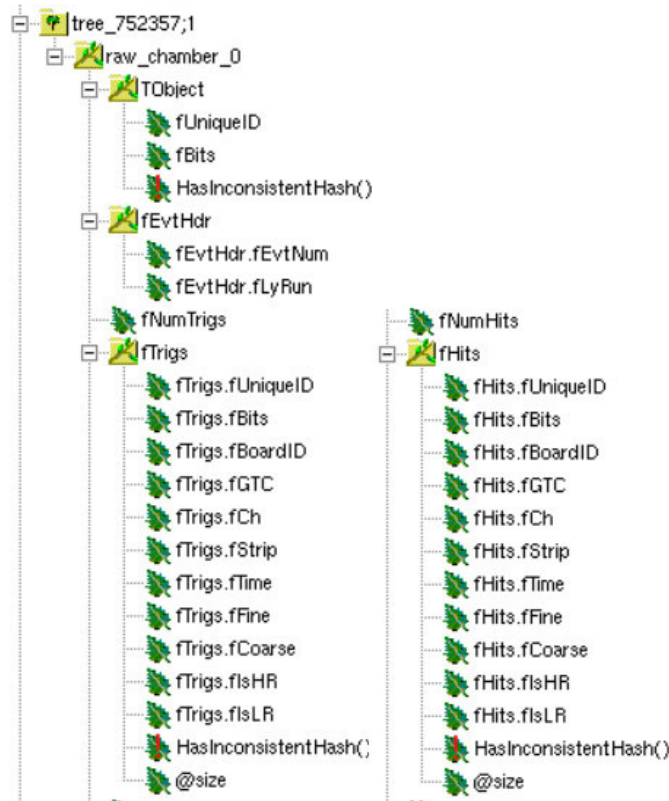 tree_752357;1
raw_chamber_0
TObject
fUniqueID
fBits
HasInconsistentHash()
fEvtHdr
fEvtHdr.fEvtNum
fEvtHdr.fLyRun
fNumTrigs
fTrigs
fTrigs.fUniqueID
fTrigs.fBits
fTrigs.fBoardID
fTrigs.fGTC
fTrigs.fCh
fTrigs.fStrip
fTrigs.fTime
fTrigs.fFine
fTrigs.fCoarse
fTrigs.fIsHR
fTrigs.fIsLR
HasInconsistentHash()
@size
fNumHits
fHits
fHits.fUniqueID
fHits.fBits
fHits.fBoardID
fHits.fGTC
fHits.fCh
fHits.fStrip
fHits.fTime
fHits.fFine
fHits.fCoarse
fHits.fIsHR
fHits.fIsLR
HasInconsistentHash()
@size